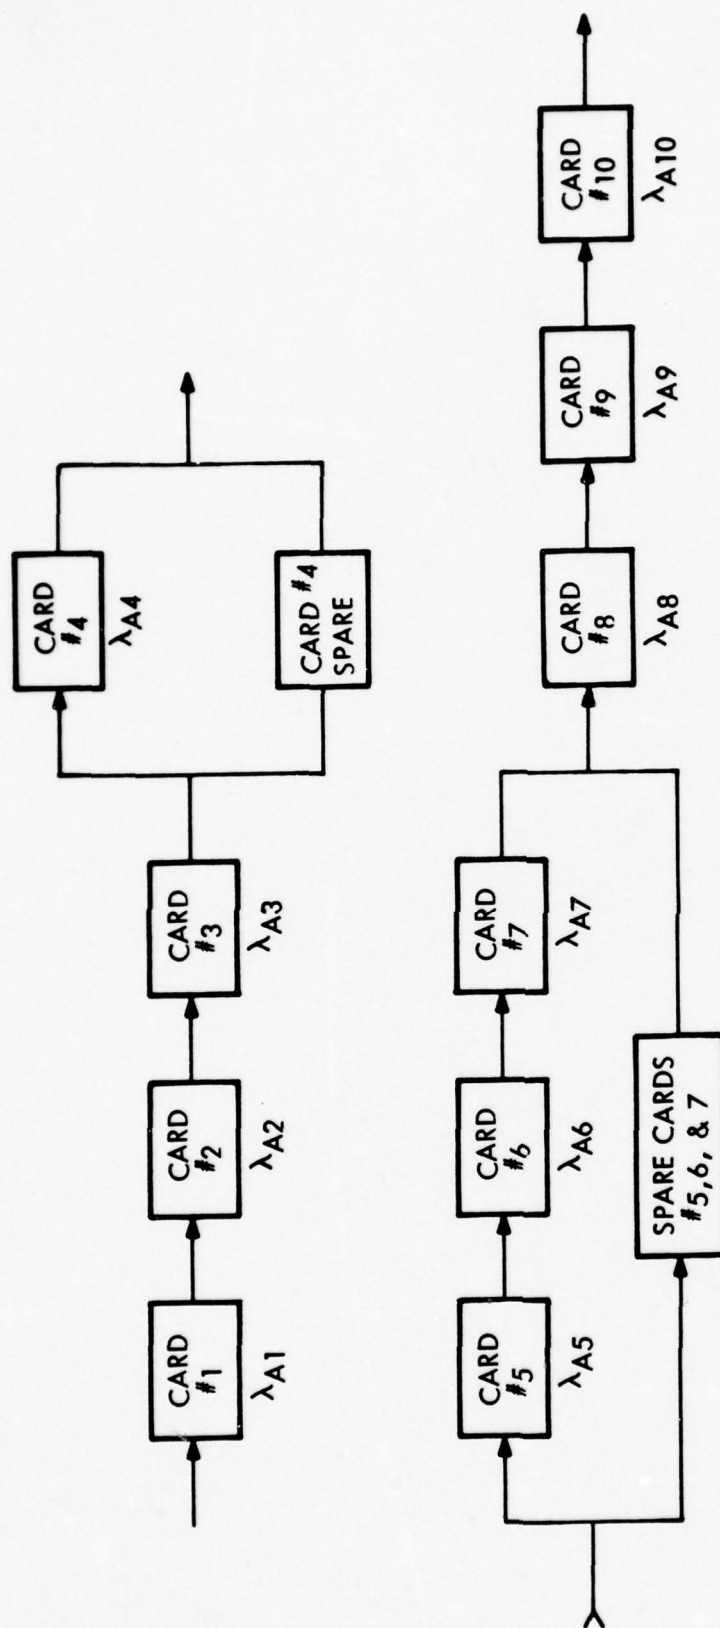 CARD
#1
λA1
CARD
#2
λA2
CARD
#3
λA3
CARD
#4
λA4
CARD #4
SPARE
CARD
#5
λA5
CARD
#6
λA6
CARD
#7
λA7
SPARE CARDS
#5,6, & 7
CARD
#8
λA8
CARD
#9
λA9
CARD
#10
λA10